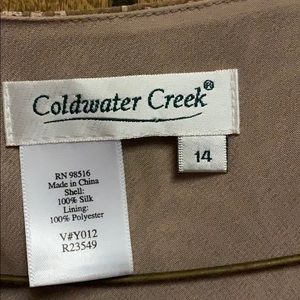 Coldwater Creek®
14
RN 98516
Made in China
Shell:
100% Silk
Lining:
100% Polyester
V#Y012
R23549